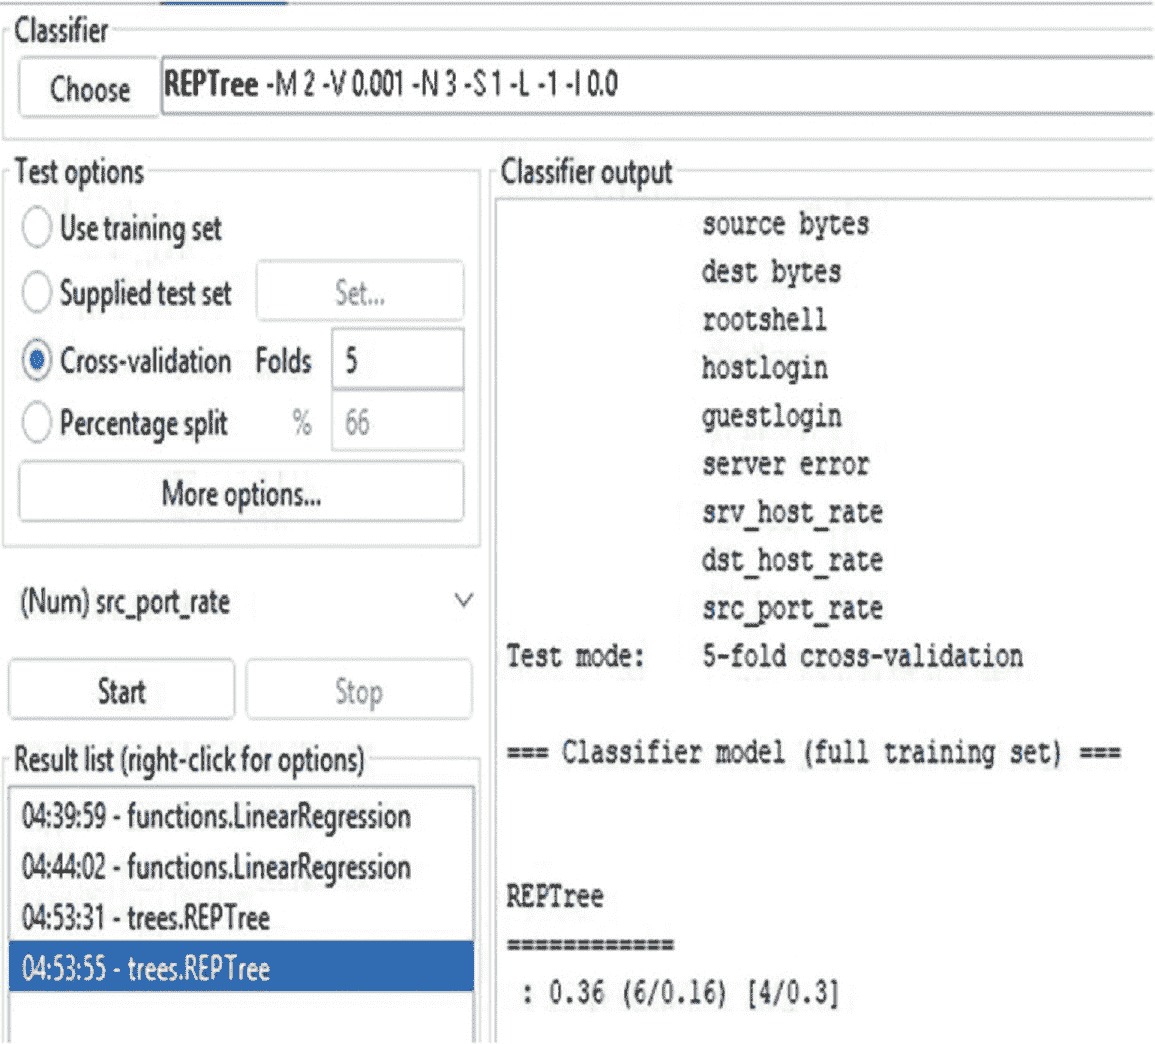 Classifier
Choose
REPTree -M 2 -V 0.001 -N 3 -S 1 -L -1 -I 0.0
Test options
Use training set
Supplied test set
Set...
Cross-validation Folds 5
Percentage split % 66
More options...
(Num) src_port_rate
Start
Stop
Result list (right-click for options)
04:39:59 - functions.LinearRegression
04:44:02 - functions.LinearRegression
04:53:31 - trees.REPTree
04:53:55 - trees.REPTree
Classifier output
source bytes
dest bytes
rootshell
hostlogin
guestlogin
server error
srv_host_rate
dst_host_rate
src_port_rate
Test mode: 5-fold cross-validation
=== Classifier model (full training set) ===
REPTree
============
: 0.36 (6/0.16) [4/0.3]